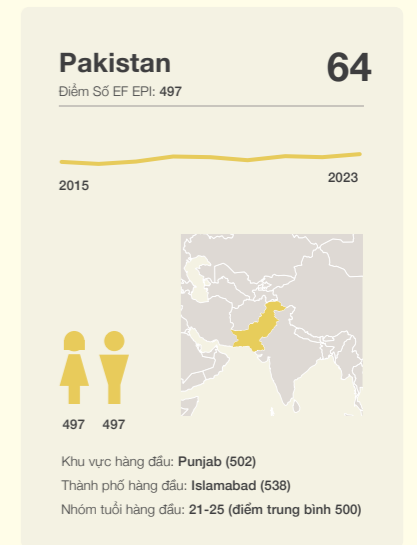 Pakistan
64
Điểm Số EF EPI: 497
2015
2023
497 497
Khu vực hàng đầu: Punjab (502)
Thành phố hàng đầu: Islamabad (538)
Nhóm tuổi hàng đầu: 21-25 (điểm trung bình 500)